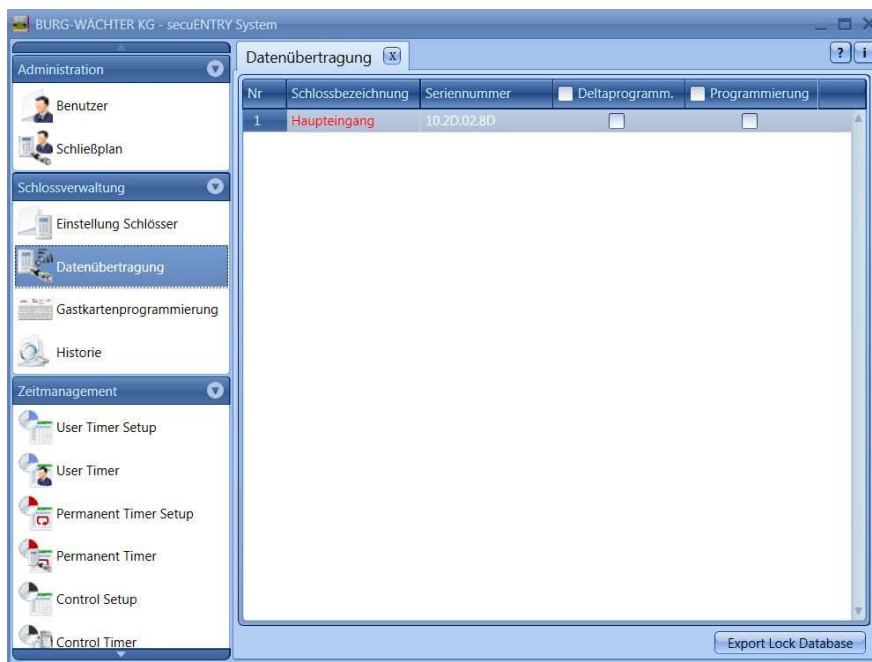 BURG-WÄCHTER KG - secuENTRY System
Administration
Benutzer
Schließplan
Schlossverwaltung
Einstellung Schlösser
Datenübertragung
Gastkartenprogrammierung
Historie
Zeitmanagement
User Timer Setup
User Timer
Permanent Timer Setup
Permanent Timer
Control Setup
Control Timer
Datenübertragung X
? i
Nr Schlossbezeichnung Seriennummer Deltaprogramm. Programmierung
1 Haupteingang 10.2D.02.8D
Export Lock Database